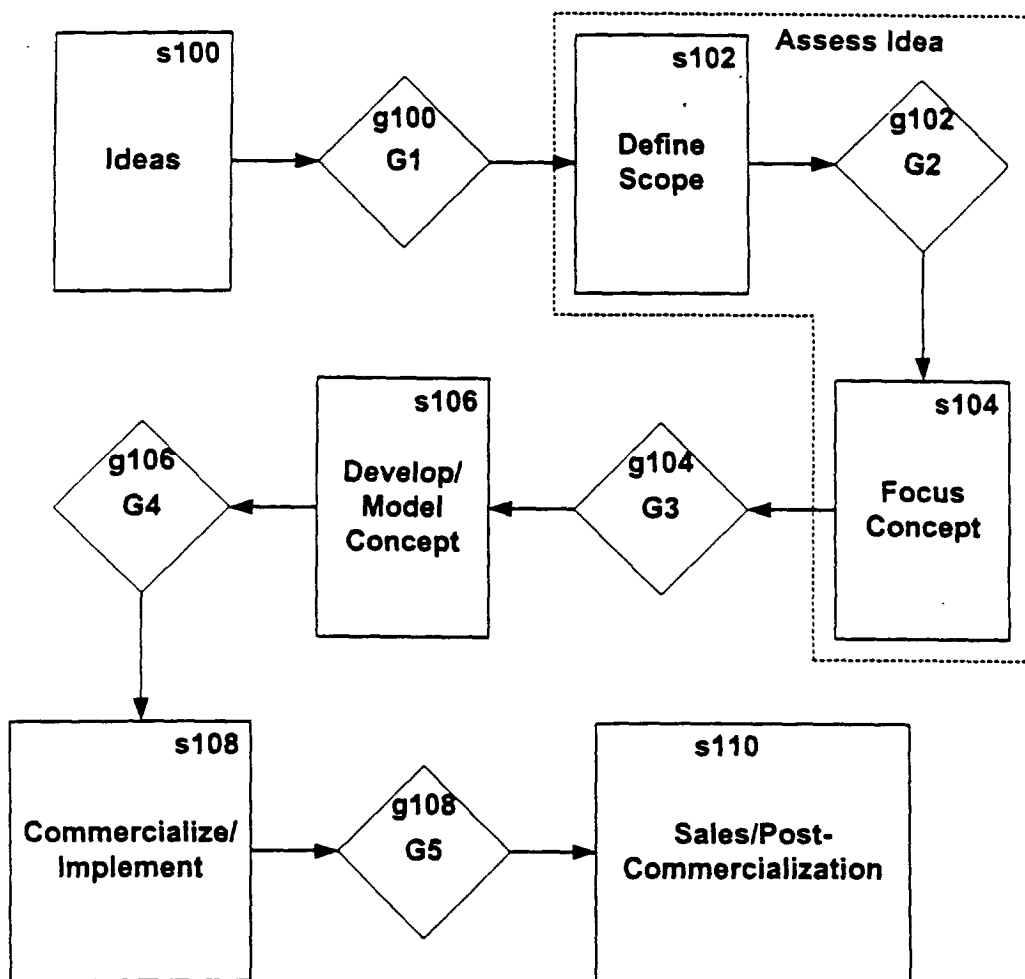 s100
Ideas
g100
G1
Assess Idea
s102
Define
Scope
g102
G2
s104
Focus
Concept
g104
G3
s106
Develop/
Model
Concept
g106
G4
s108
Commercialize/
Implement
g108
G5
s110
Sales/Post-
Commercialization